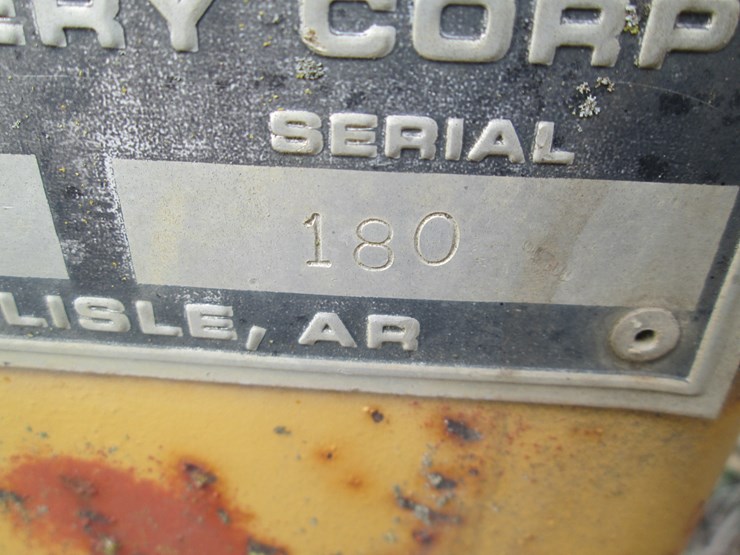 ERY CORP
SERIAL
180
LISLE, AR